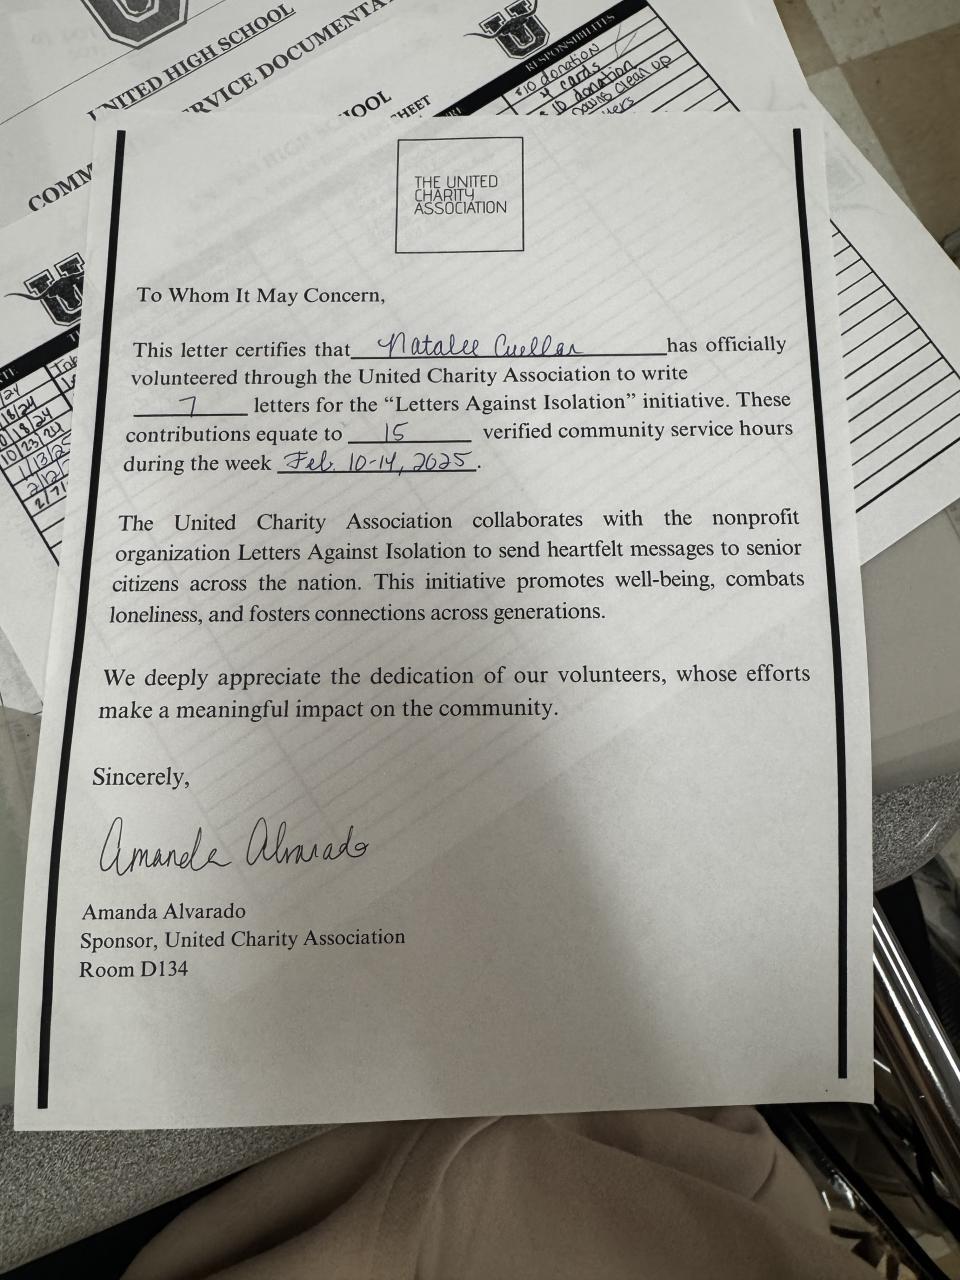 UNITED HIGH SCHOOL
SCHOOL
SHEET
RESPONSIBILITIES
$10 donation
cards
donation
clean up
THE UNITED
CHARITY
ASSOCIATION
To Whom It May Concern,
This letter certifies that Natalee Cuellar has officially
volunteered through the United Charity Association to write
7 letters for the “Letters Against Isolation” initiative. These
contributions equate to 15 verified community service hours
during the week Feb. 10-14, 2025.
The United Charity Association collaborates with the nonprofit
organization Letters Against Isolation to send heartfelt messages to senior
citizens across the nation. This initiative promotes well-being, combats
loneliness, and fosters connections across generations.
We deeply appreciate the dedication of our volunteers, whose efforts
make a meaningful impact on the community.
Sincerely,
Amanda Alvarado
Amanda Alvarado
Sponsor, United Charity Association
Room D134
10/23/24